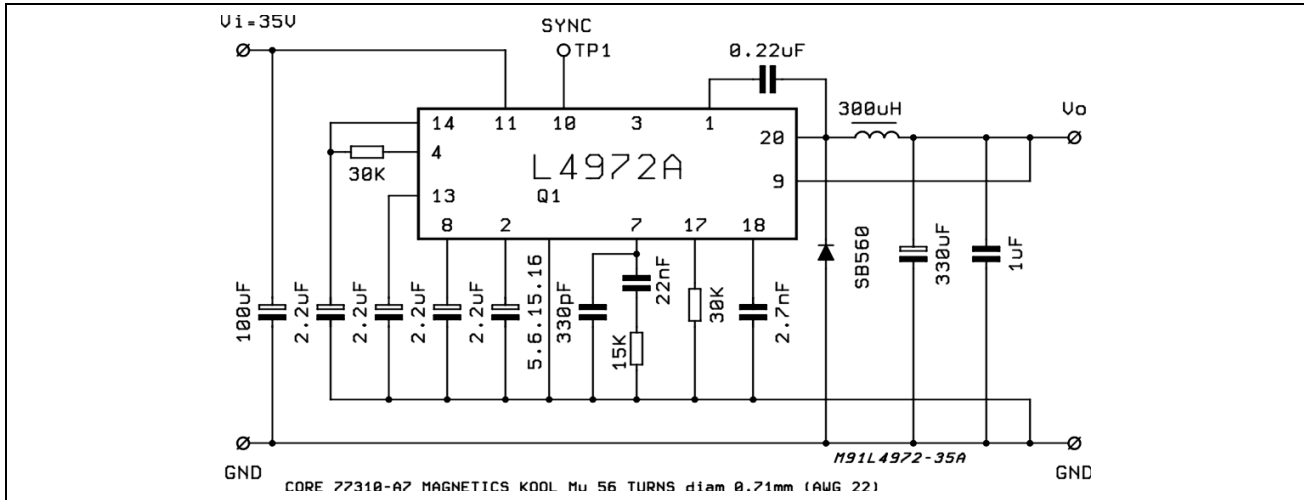 Vi=35V
SYNC
TP1
0.22uF
300uH
Vo
14
11
10
3
1
20
4
30K
L4972A
9
13
Q1
8
2
7
17
18
100uF
2.2uF
2.2uF
2.2uF
2.2uF
5.6.15.16
330pF
22nF
15K
30K
2.7nF
SB560
330uF
1uF
M91L4972-35A
GND
GND
CORE 77310-A7 MAGNETICS KOOL Mu 56 TURNS diam 0.71mm (AWG 22)